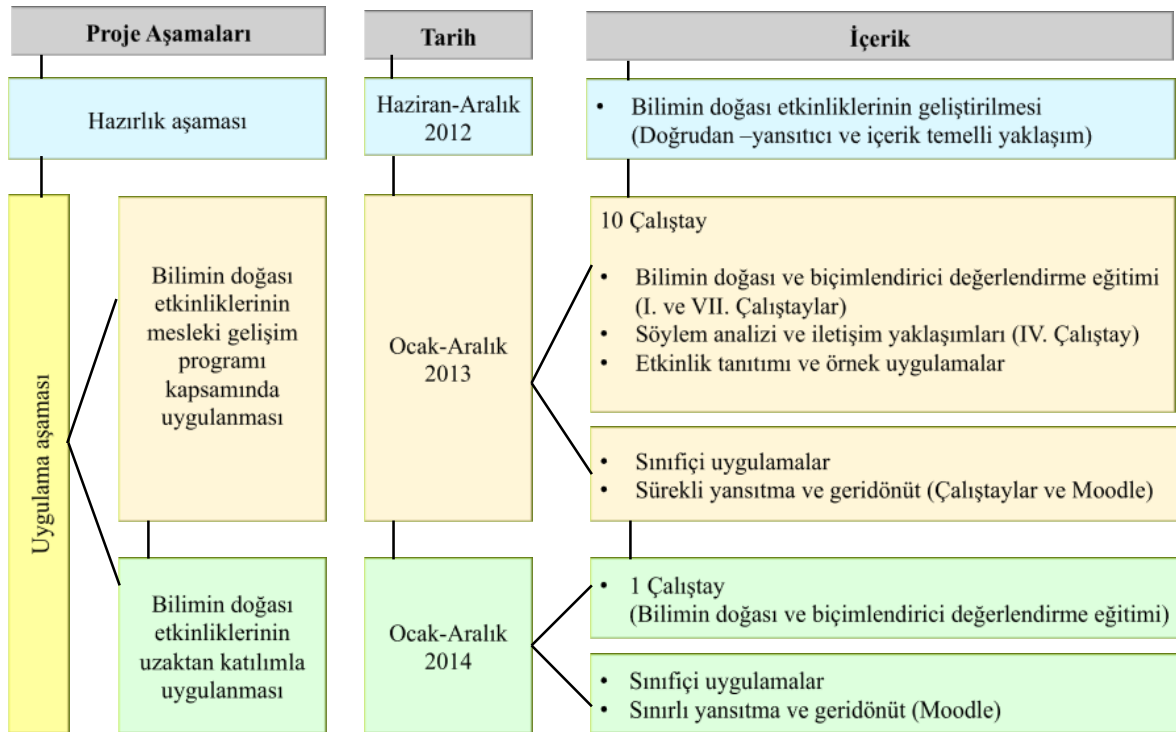 Proje Aşamaları
Tarih
İçerik
Hazırlık aşaması
Haziran-Aralık
2012
• Bilimin doğası etkinliklerinin geliştirilmesi
(Doğrudan –yansıtıcı ve içerik temelli yaklaşım)
Uygulama aşaması
Bilimin doğası
etkinliklerinin
mesleki gelişim
programı
kapsamında
uygulanması
Ocak-Aralık
2013
10 Çalıştay
• Bilimin doğası ve biçimlendirici değerlendirme eğitimi
(I. ve VII. Çalıştaylar)
• Söylem analizi ve iletişim yaklaşımları (IV. Çalıştay)
• Etkinlik tanıtımı ve örnek uygulamalar
• Sınıfiçi uygulamalar
• Sürekli yansıtma ve geridönüt (Çalıştaylar ve Moodle)
Bilimin doğası
etkinliklerinin
uzaktan katılımla
uygulanması
Ocak-Aralık
2014
• 1 Çalıştay
(Bilimin doğası ve biçimlendirici değerlendirme eğitimi)
• Sınıfiçi uygulamalar
• Sınırlı yansıtma ve geridönüt (Moodle)